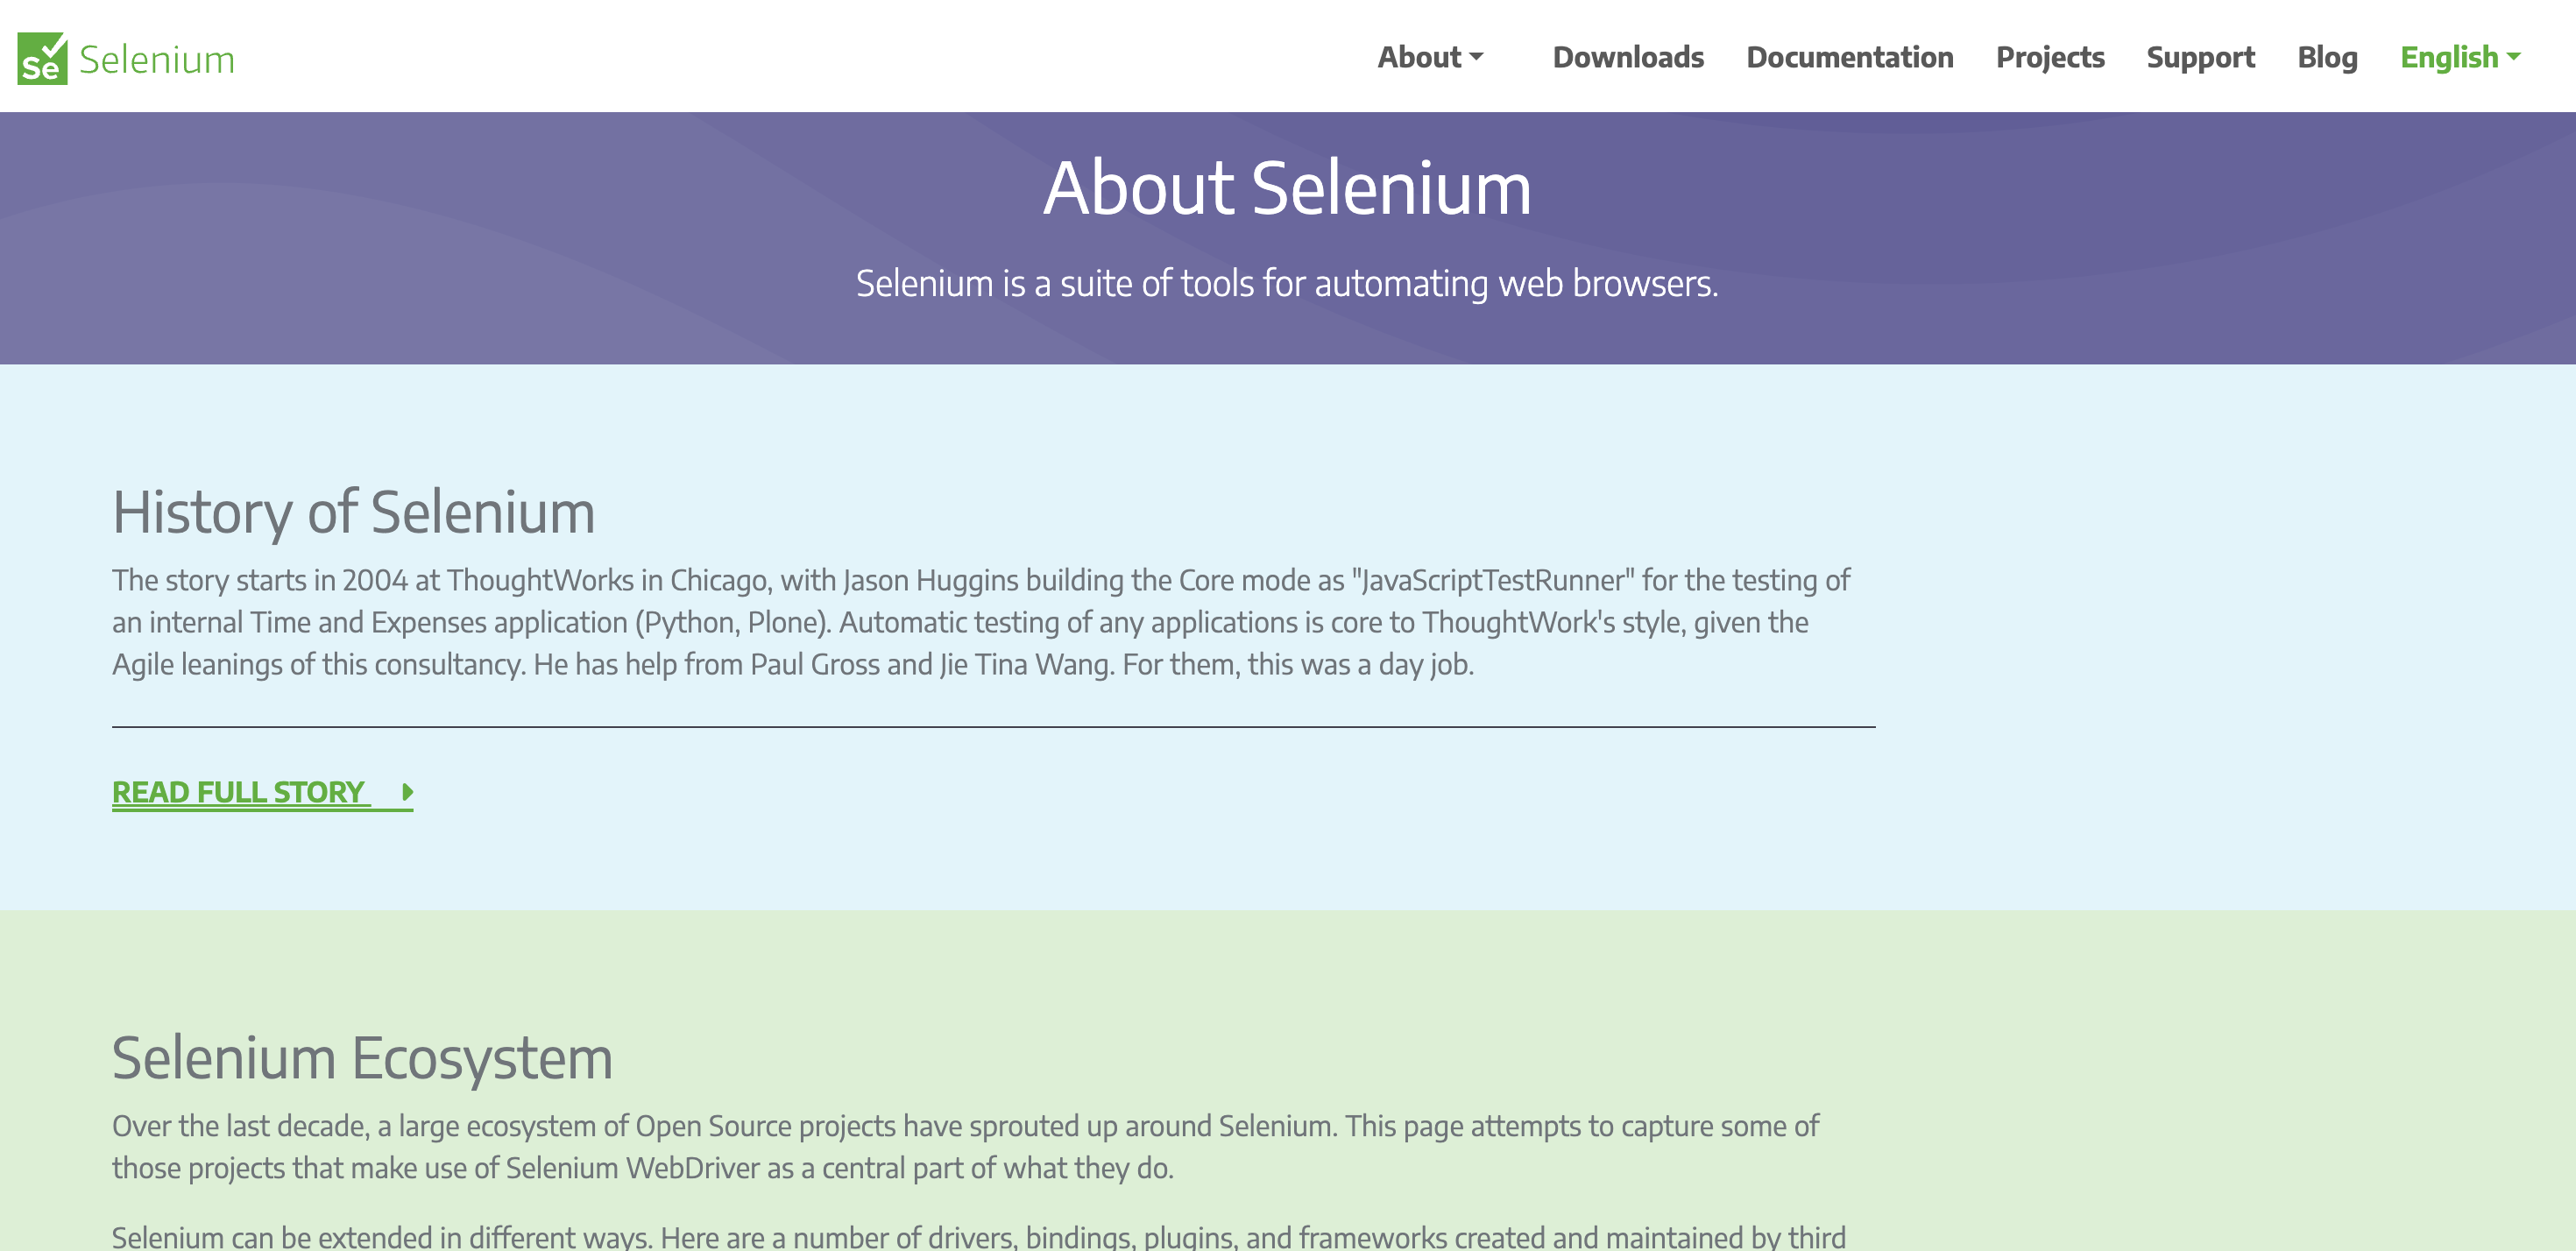 Se Selenium
About Downloads Documentation Projects Support Blog English
About Selenium
Selenium is a suite of tools for automating web browsers.
History of Selenium
The story starts in 2004 at ThoughtWorks in Chicago, with Jason Huggins building the Core mode as "JavaScriptTestRunner" for the testing of
an internal Time and Expenses application (Python, Plone). Automatic testing of any applications is core to ThoughtWork's style, given the
Agile leanings of this consultancy. He has help from Paul Gross and Jie Tina Wang. For them, this was a day job.
READ FULL STORY
Selenium Ecosystem
Over the last decade, a large ecosystem of Open Source projects have sprouted up around Selenium. This page attempts to capture some of
those projects that make use of Selenium WebDriver as a central part of what they do.
Selenium can be extended in different ways. Here are a number of drivers, bindings, plugins, and frameworks created and maintained by third